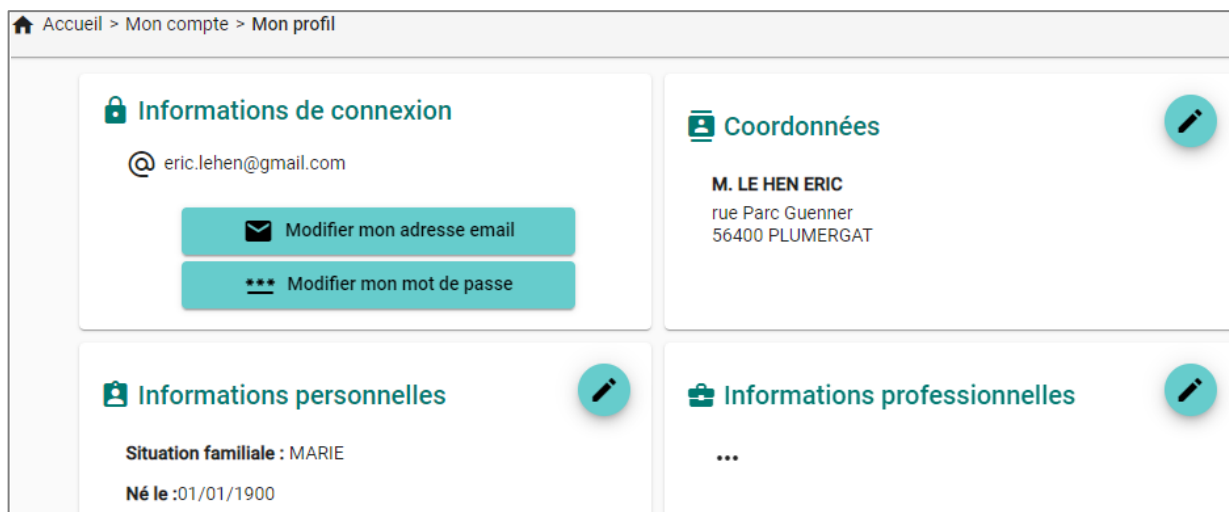 Accueil > Mon compte > Mon profil
Informations de connexion
eric.lehen@gmail.com
Modifier mon adresse email
*** Modifier mon mot de passe
Coordonnées
M. LE HEN ERIC
rue Parc Guenner
56400 PLUMERGAT
Informations personnelles
Situation familiale : MARIE
Né le :01/01/1900
Informations professionnelles
...